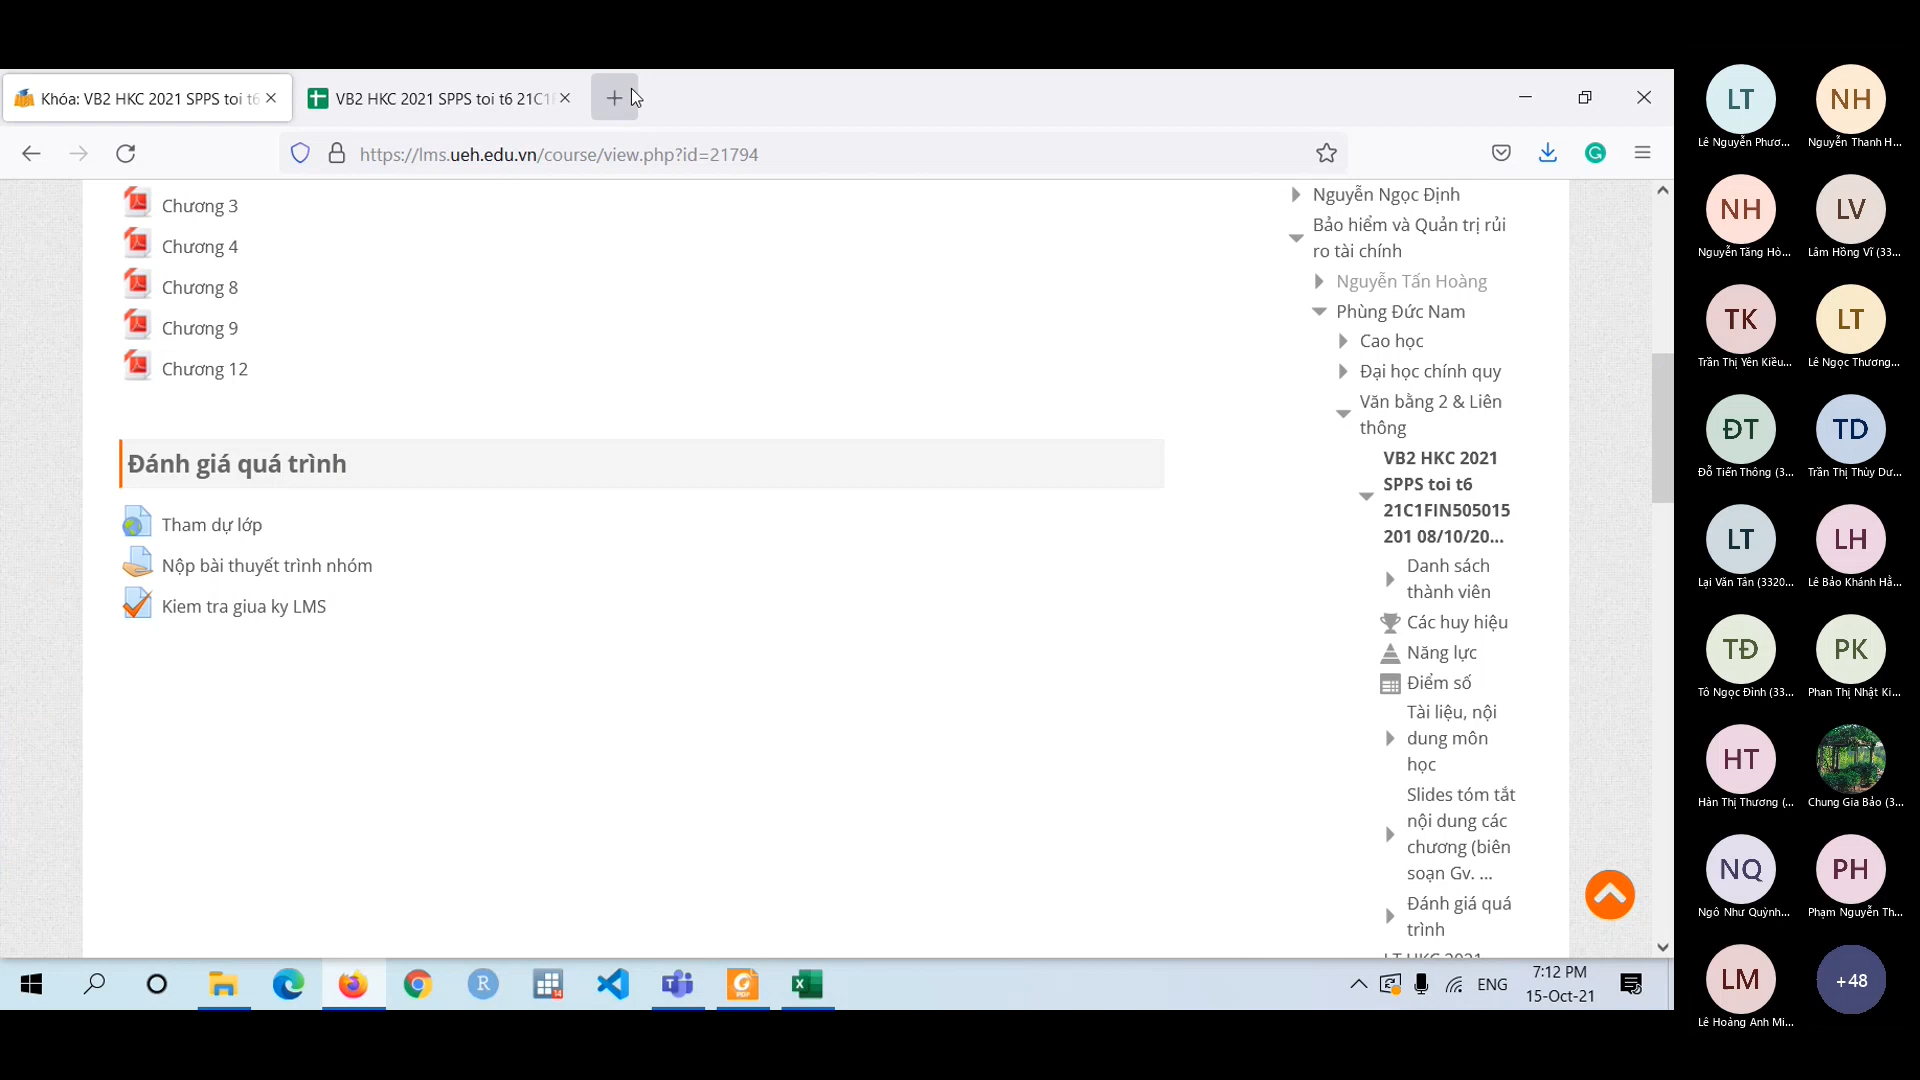 Khóa: VB2 HKC 2021 SPPS toi t6
VB2 HKC 2021 SPPS toi t6 21C1F
https://lms.ueh.edu.vn/course/view.php?id=21794
Chương 3
Chương 4
Chương 8
Chương 9
Chương 12
Đánh giá quá trình
Tham dự lớp
Nộp bài thuyết trình nhóm
Kiem tra giua ky LMS
Nguyễn Ngọc Định
Bảo hiểm và Quản trị rủi
ro tài chính
Nguyễn Tấn Hoàng
Phùng Đức Nam
Cao học
Đại học chính quy
Văn bằng 2 & Liên
thông
VB2 HKC 2021
SPPS toi t6
21C1FIN505015
201 08/10/20...
Danh sách
thành viên
Các huy hiệu
Năng lực
Điểm số
Tài liệu, nội
dung môn
học
Slides tóm tắt
nội dung các
chương (biên
soạn Gv. ...
Đánh giá quá
trình
LT HKC 2021
ENG
7:12 PM
15-Oct-21
LT
Lê Nguyễn Phươ...
NH
Nguyễn Thanh H...
NH
Nguyễn Tăng Hò...
LV
Lâm Hồng Vĩ (33...
TK
Trần Thị Yên Kiều...
LT
Lê Ngọc Thương...
ĐT
Đỗ Tiến Thông (3...
TD
Trần Thị Thùy Dư...
LT
Lại Văn Tân (3320...
LH
Lê Bảo Khánh Hằ...
TĐ
Tô Ngọc Đình (33...
PK
Phan Thị Nhật Ki...
HT
Hàn Thị Thương (...
Chung Gia Bảo (3...
NQ
Ngô Như Quỳnh...
PH
Phạm Nguyễn Th...
LM
Lê Hoàng Anh Mi...
+48